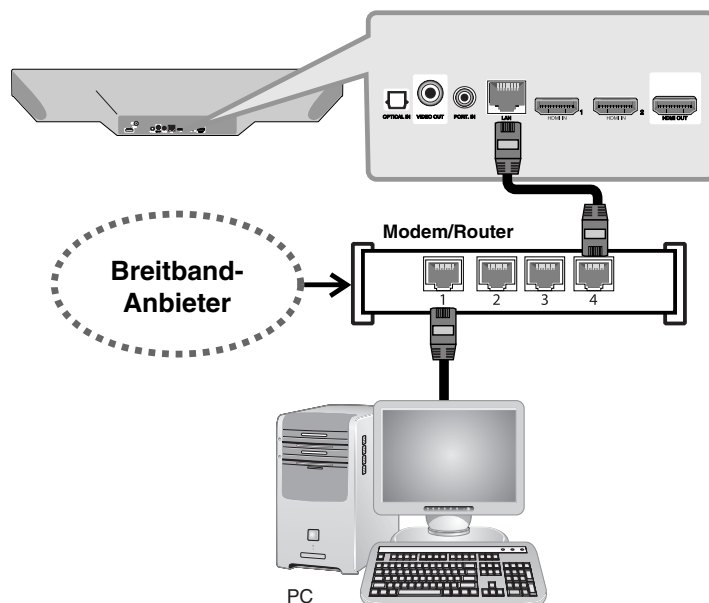 OPTICAL IN VIDEO OUT PORT. IN LAN HDMI IN 1 HDMI IN 2 HDMI OUT
Modem/Router
Breitband-
Anbieter
1 2 3 4
PC